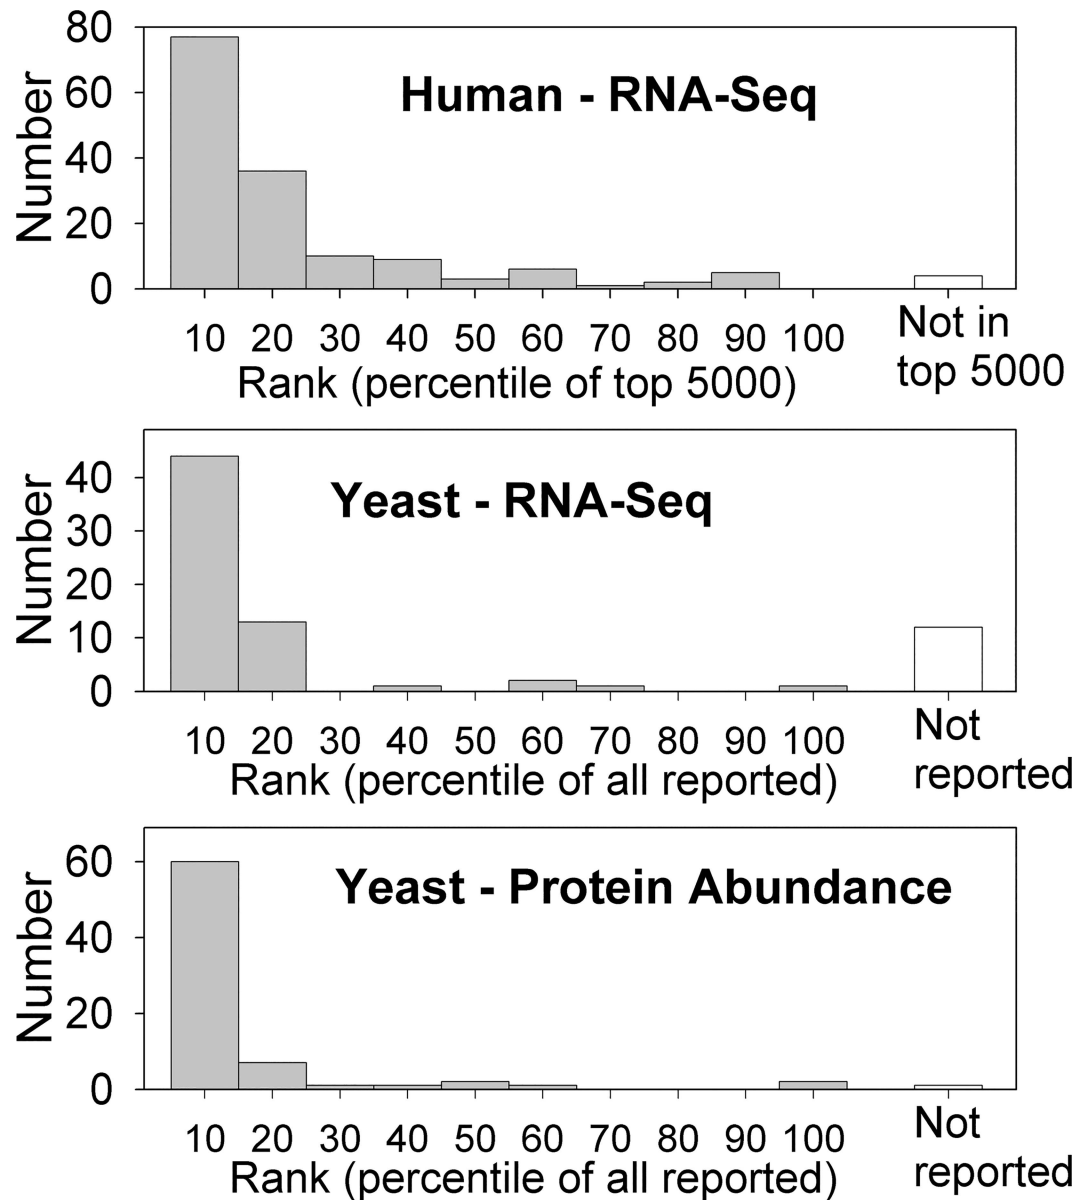 80
60
40
20
0
Number
Human - RNA-Seq
10 20 30 40 50 60 70 80 90 100
Not in
top 5000
Rank (percentile of top 5000)
40
30
20
10
0
Number
Yeast - RNA-Seq
10 20 30 40 50 60 70 80 90 100
Not
reported
Rank (percentile of all reported)
60
40
20
0
Number
Yeast - Protein Abundance
10 20 30 40 50 60 70 80 90 100
Not
reported
Rank (percentile of all reported)